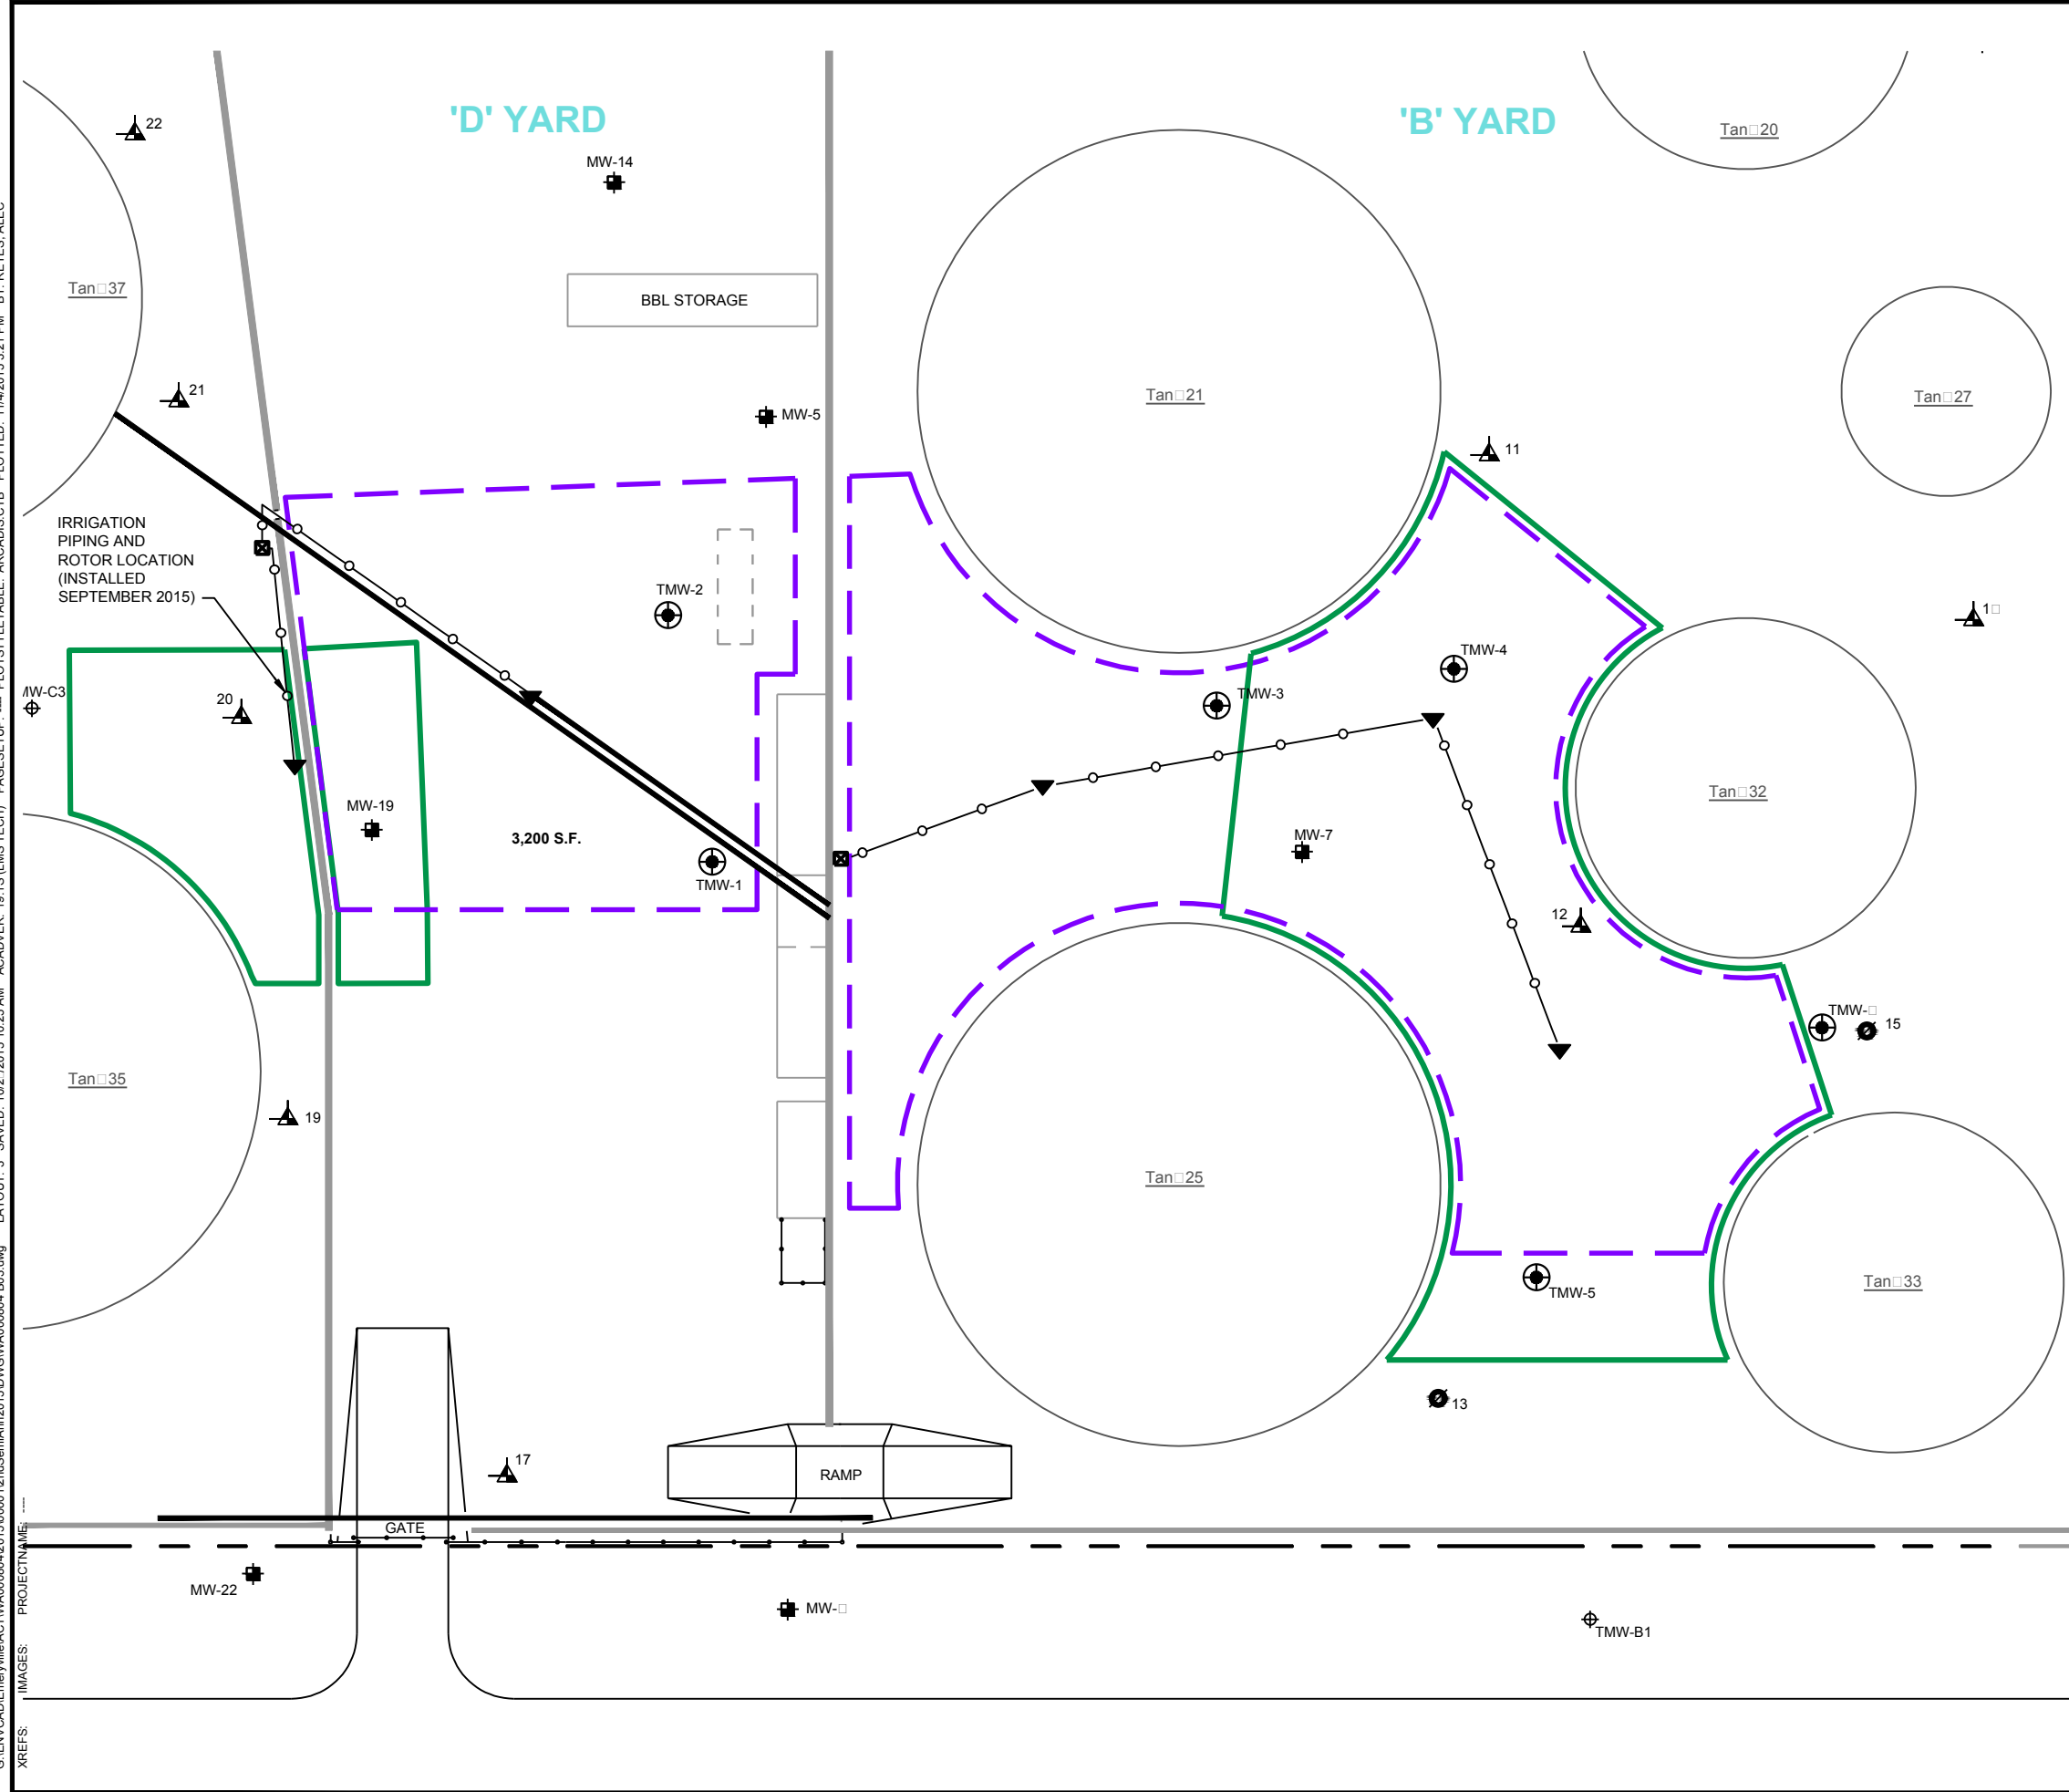 'D' YARD
'B' YARD
22
MW-14
Tan□20
Tan□37
BBL STORAGE
21
MW-5
Tan□21
Tan□27
11
IRRIGATION
PIPING AND
ROTOR LOCATION
(INSTALLED
SEPTEMBER 2015)
TMW-2
1□
TMW-4
TMW-3
MW-C3
20
MW-19
3,200 S.F.
TMW-1
MW-7
Tan□32
12
TMW-□
15
Tan□35
19
Tan□25
Tan□33
TMW-5
13
17
RAMP
GATE
MW-22
MW-□
TMW-B1
XREFS:
IMAGES:
PROJECTNAME: ----